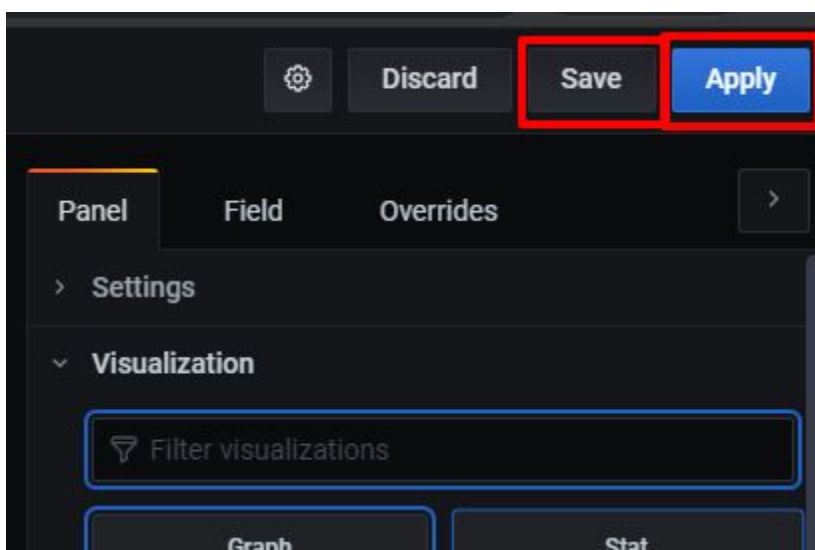 Discard Save Apply
Panel Field Overrides
Settings
Visualization
Filter visualizations
Graph Stat